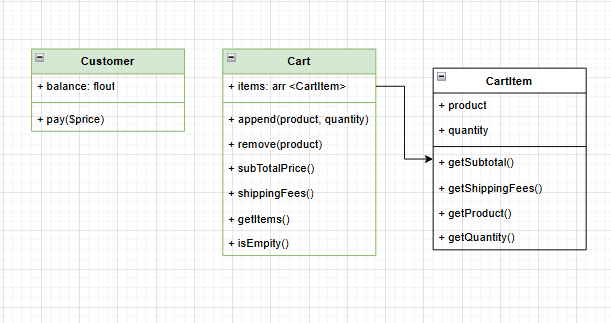 Customer
+ balance: flout
+ pay($price)
Cart
+ items: arr <CartItem>
+ append(product, quantity)
+ remove(product)
+ subTotalPrice()
+ shippingFees()
+ getItems()
+ isEmpity()
CartItem
+ product
+ quantity
+ getSubtotal()
+ getShippingFees()
+ getProduct()
+ getQuantity()